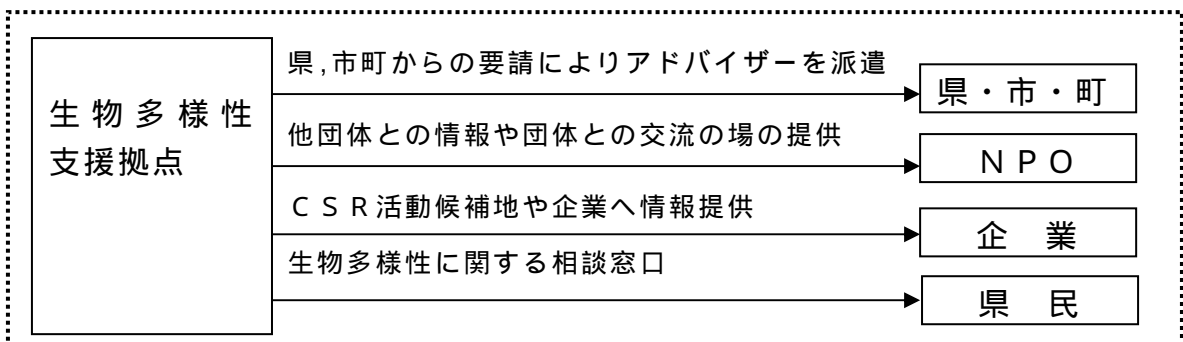 県,市町からの要請によりアドバイザーを派遣
県・市・町
生物多様性
支援拠点
他団体との情報や団体との交流の場の提供
ＮＰＯ
ＣＳＲ活動候補地や企業へ情報提供
企　業
生物多様性に関する相談窓口
県　民